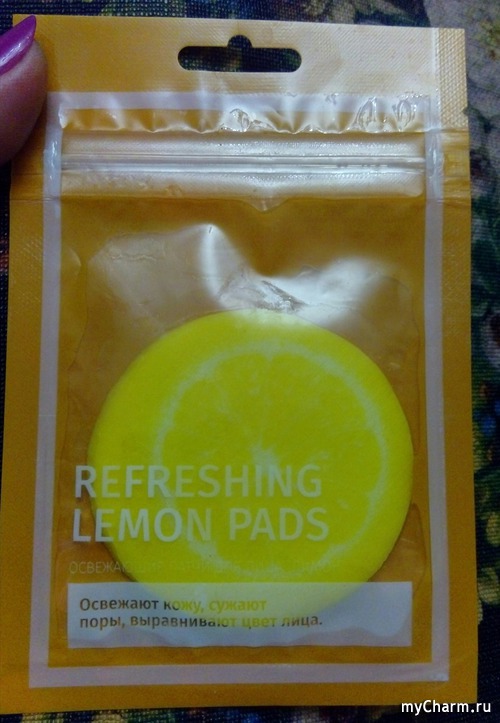 REFRESHING
LEMON PADS
Освежают кожу, сужают
поры, выравнивают цвет лица.
myCharm.ru